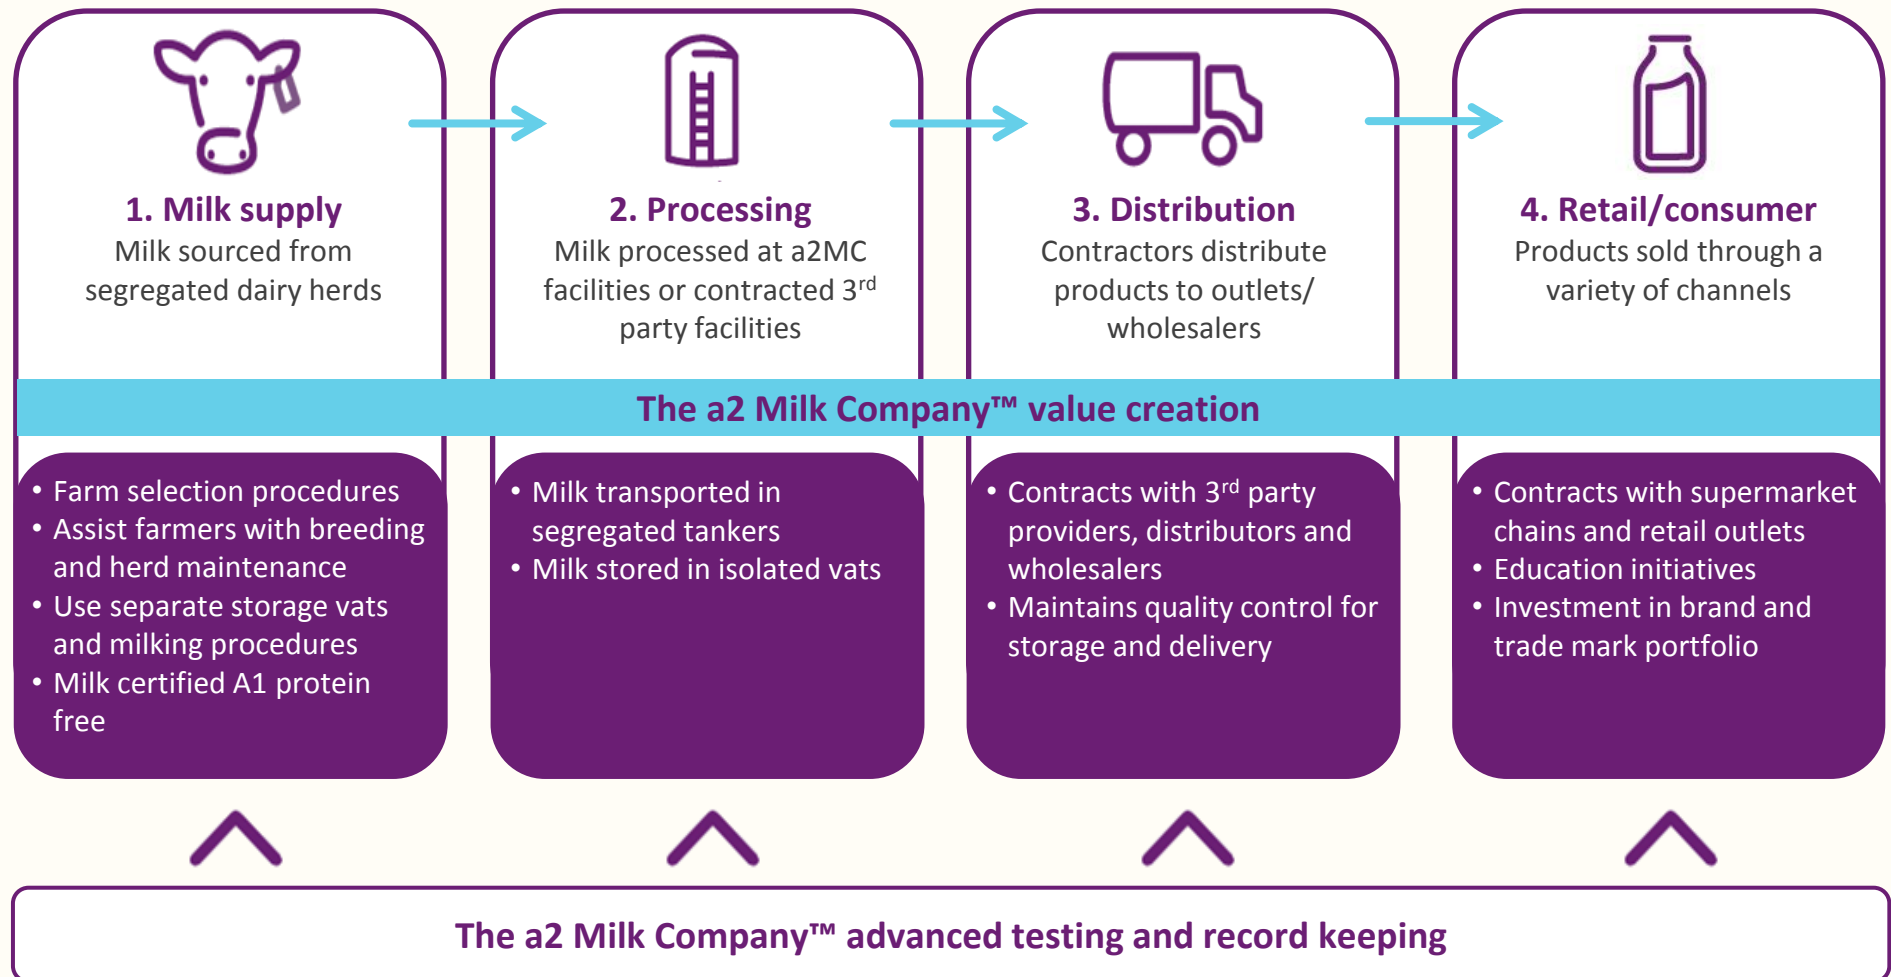 1. Milk supply
Milk sourced from
segregated dairy herds
2. Processing
Milk processed at a2MC
facilities or contracted 3rd
party facilities
3. Distribution
Contractors distribute
products to outlets/
wholesalers
4. Retail/consumer
Products sold through a
variety of channels
The a2 Milk Company™ value creation
• Farm selection procedures
• Assist farmers with breeding
and herd maintenance
• Use separate storage vats
and milking procedures
• Milk certified A1 protein
free
• Milk transported in
segregated tankers
• Milk stored in isolated vats
• Contracts with 3rd party
providers, distributors and
wholesalers
• Maintains quality control for
storage and delivery
• Contracts with supermarket
chains and retail outlets
• Education initiatives
• Investment in brand and
trade mark portfolio
The a2 Milk Company™ advanced testing and record keeping